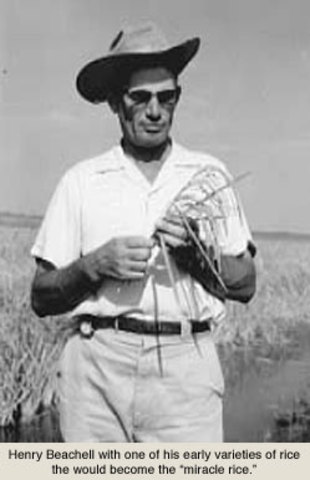 Henry Beachell with one of his early varieties of rice
the would become the “miracle rice.”